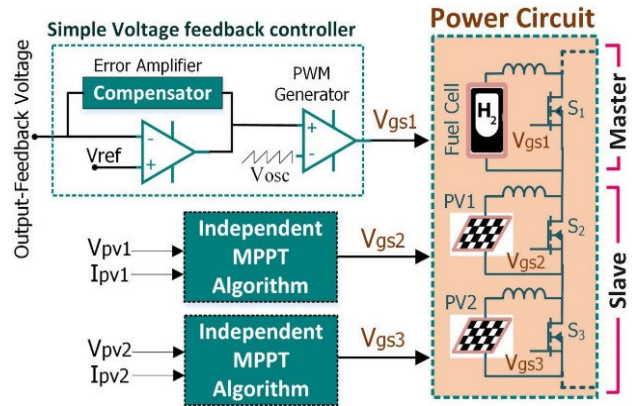 Simple Voltage feedback controller
Output-Feedback Voltage
Error Amplifier
Compensator
PWM
Generator
Vref
-
+
Vosc
+
-
Vgs1
Vpv1
Ipv1
Independent
MPPT
Algorithm
Vgs2
Vpv2
Ipv2
Independent
MPPT
Algorithm
Vgs3
Power Circuit
Fuel Cell
H2
S1
Vgs1
Master
PV1
S2
Vgs2
PV2
S3
Vgs3
Slave